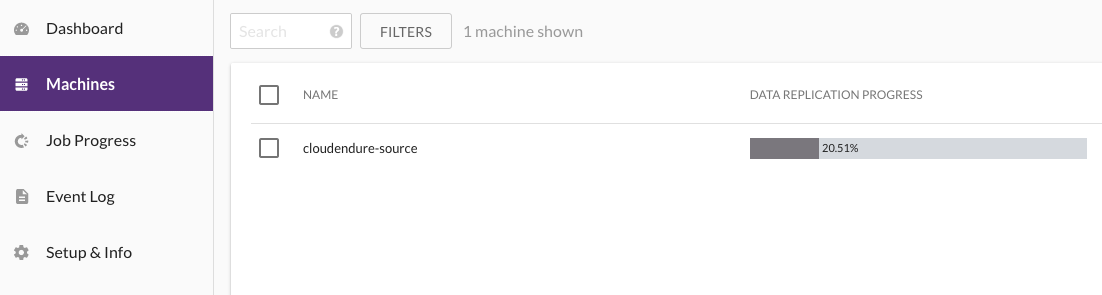 Dashboard
Machines
Job Progress
Event Log
Setup & Info
Search ?
FILTERS
1 machine shown
NAME
DATA REPLICATION PROGRESS
cloudendure-source
20.51%